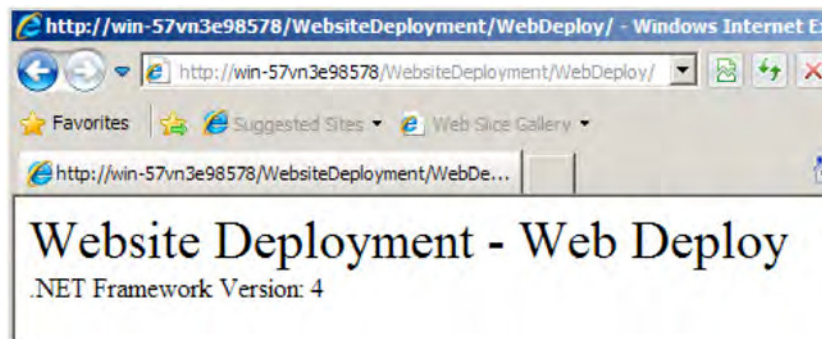 http://win-57vn3e98578/WebsiteDeployment/WebDeploy/ - Windows Internet Ex
http://win-57vn3e98578/WebsiteDeployment/WebDeploy/
Favorites Suggested Sites Web Slice Gallery
http://win-57vn3e98578/WebsiteDeployment/WebDe...
Website Deployment - Web Deploy
.NET Framework Version: 4